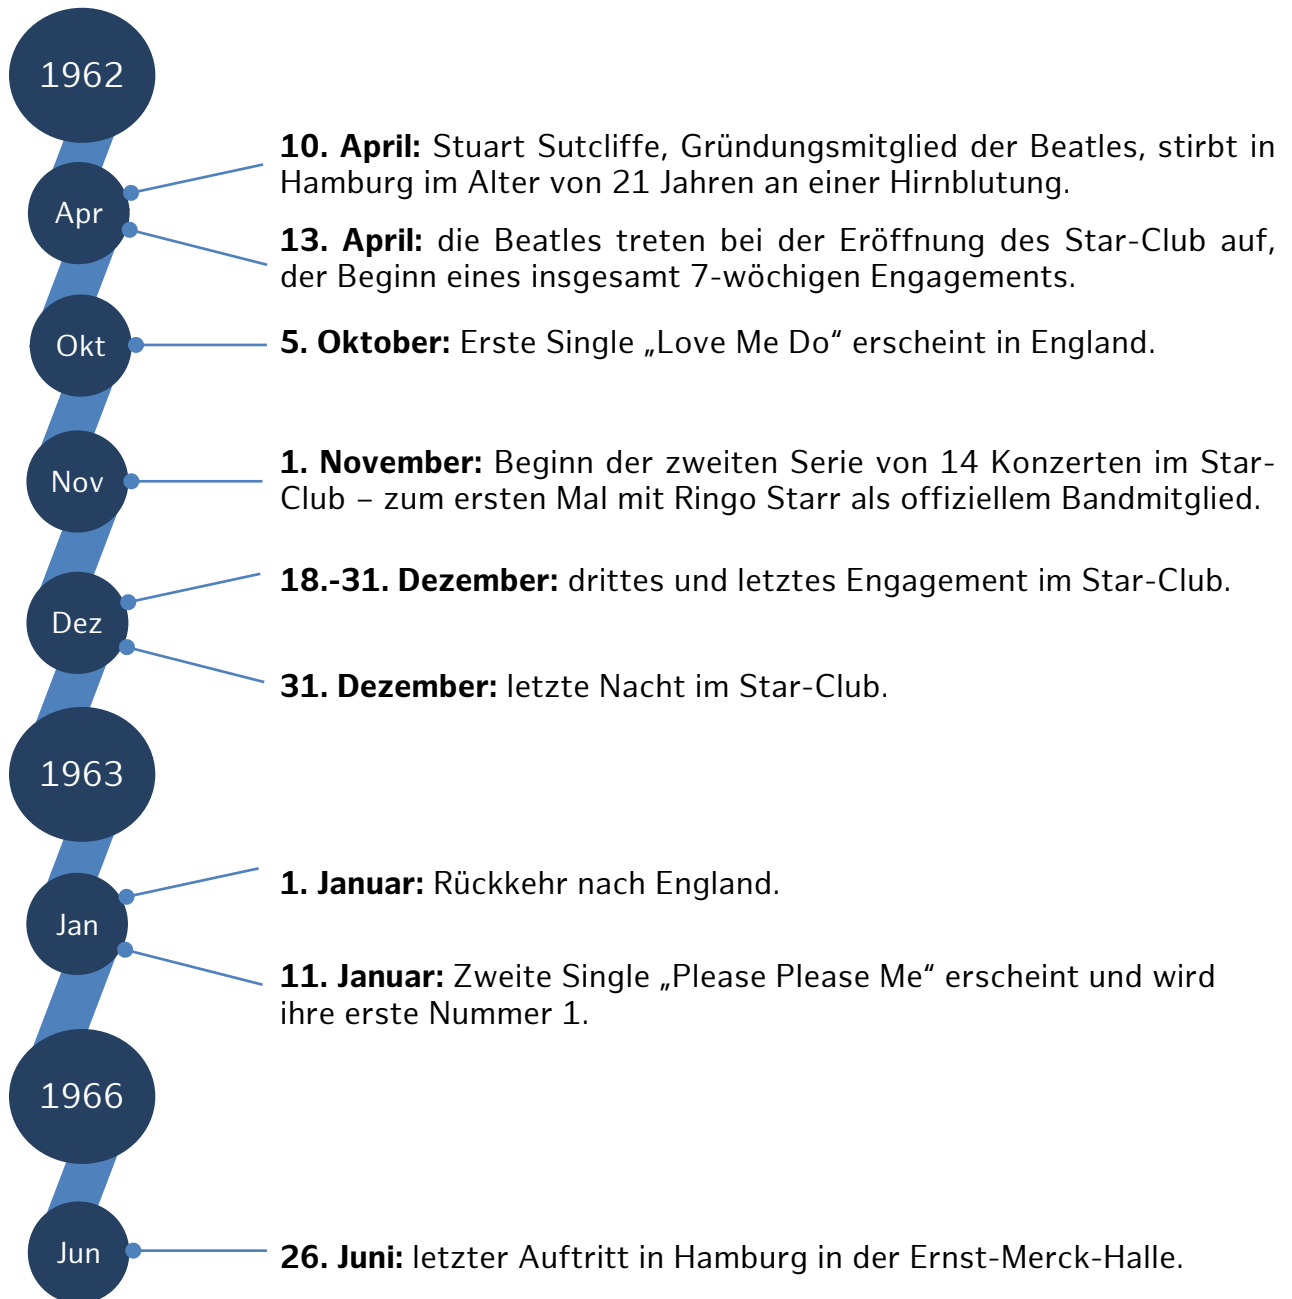 1962
10. April: Stuart Sutcliffe, Gründungsmitglied der Beatles, stirbt in
Hamburg im Alter von 21 Jahren an einer Hirnblutung.
Apr
13. April: die Beatles treten bei der Eröffnung des Star-Club auf,
der Beginn eines insgesamt 7-wöchigen Engagements.
Okt
5. Oktober: Erste Single „Love Me Do“ erscheint in England.
Nov
1. November: Beginn der zweiten Serie von 14 Konzerten im Star-
Club – zum ersten Mal mit Ringo Starr als offiziellem Bandmitglied.
18.-31. Dezember: drittes und letztes Engagement im Star-Club.
Dez
31. Dezember: letzte Nacht im Star-Club.
1963
1. Januar: Rückkehr nach England.
Jan
11. Januar: Zweite Single „Please Please Me“ erscheint und wird
ihre erste Nummer 1.
1966
Jun
26. Juni: letzter Auftritt in Hamburg in der Ernst-Merck-Halle.